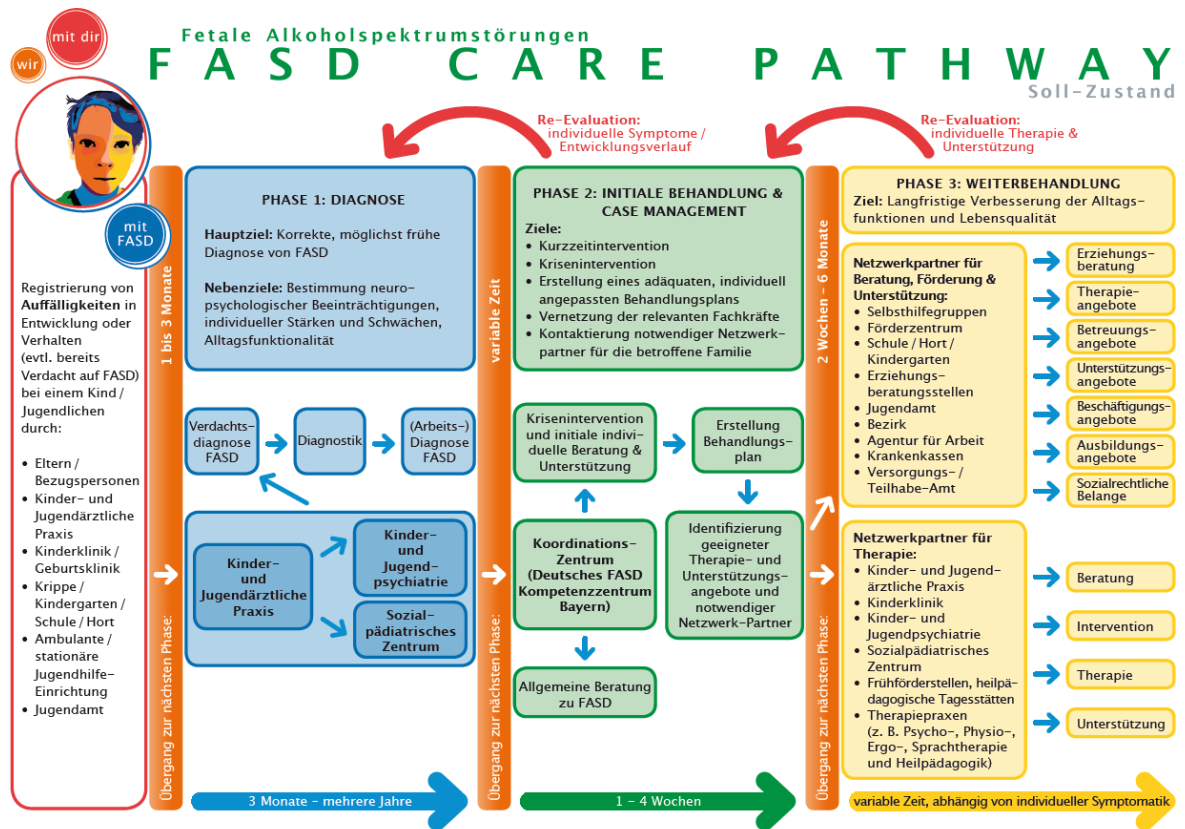 mit dir
wir
Fetale Alkoholspektrumstörungen
FASD CARE PATHWAY
Soll-Zustand
mit
FASD
Registrierung von
Auffälligkeiten in
Entwicklung oder
Verhalten
(evtl. bereits
Verdacht auf FASD)
bei einem Kind /
Jugendlichen
durch:
• Eltern /
Bezugspersonen
• Kinder- und
Jugendärztliche
Praxis
• Kinderklinik /
Geburtsklinik
• Krippe /
Kindergarten /
Schule / Hort
• Ambulante /
stationäre
Jugendhilfe-
Einrichtung
• Jugendamt
Übergang zur nächsten Phase:
1 bis 3 Monate
Re-Evaluation:
individuelle Symptome /
Entwicklungsverlauf
PHASE 1: DIAGNOSE
Hauptziel: Korrekte, möglichst frühe
Diagnose von FASD
Nebenziele: Bestimmung neuro-
psychologischer Beeinträchtigungen,
individueller Stärken und Schwächen,
Alltagsfunktionalität
Verdachts-
diagnose
FASD
Diagnostik
(Arbeits-)
Diagnose
FASD
Kinder-
und
Jugendärztliche
Praxis
Kinder-
und
Jugend-
psychiatrie
Sozial-
pädiatrisches
Zentrum
3 Monate – mehrere Jahre
Übergang zur nächsten Phase:
variable Zeit
Re-Evaluation:
individuelle Therapie &
Unterstützung
PHASE 2: INITIALE BEHANDLUNG &
CASE MANAGEMENT
Ziele:
• Kurzzeitintervention
• Krisenintervention
• Erstellung eines adäquaten, individuell
angepassten Behandlungsplans
• Vernetzung der relevanten Fachkräfte
• Kontaktierung notwendiger Netzwerk-
partner für die betroffene Familie
Krisenintervention
und initiale indivi-
duelle Beratung &
Unterstützung
Erstellung
Behandlungs-
plan
Koordinations-
Zentrum
(Deutsches FASD
Kompetenzzentrum
Bayern)
Identifizierung
geeigneter
Therapie- und
Unterstützungs-
angebote und
notwendiger
Netzwerk-Partner
Allgemeine Beratung
zu FASD
1 – 4 Wochen
Übergang zur nächsten Phase:
2 Wochen – 6 Monate
PHASE 3: WEITERBEHANDLUNG
Ziel: Langfristige Verbesserung der Alltags-
funktionen und Lebensqualität
Netzwerkpartner für
Beratung, Förderung &
Unterstützung:
• Selbsthilfegruppen
• Förderzentrum
• Schule / Hort /
Kindergarten
• Erziehungs-
beratungsstellen
• Jugendamt
• Bezirk
• Agentur für Arbeit
• Krankenkassen
• Versorgungs- /
Teilhabe-Amt
Erziehungs-
beratung
Therapie-
angebote
Betreuungs-
angebote
Unterstützungs-
angebote
Beschäftigungs-
angebote
Ausbildungs-
angebote
Sozialrechtliche
Belange
Netzwerkpartner für
Therapie:
• Kinder- und Jugend-
ärztliche Praxis
• Kinderklinik
• Kinder- und
Jugendpsychiatrie
• Sozialpädiatrisches
Zentrum
• Frühförderstellen, heilpä-
dagogische Tagesstätten
• Therapiepraxen
(z. B. Psycho-, Physio-,
Ergo-, Sprachtherapie
und Heilpädagogik)
Beratung
Intervention
Therapie
Unterstützung
variable Zeit, abhängig von individueller Symptomatik